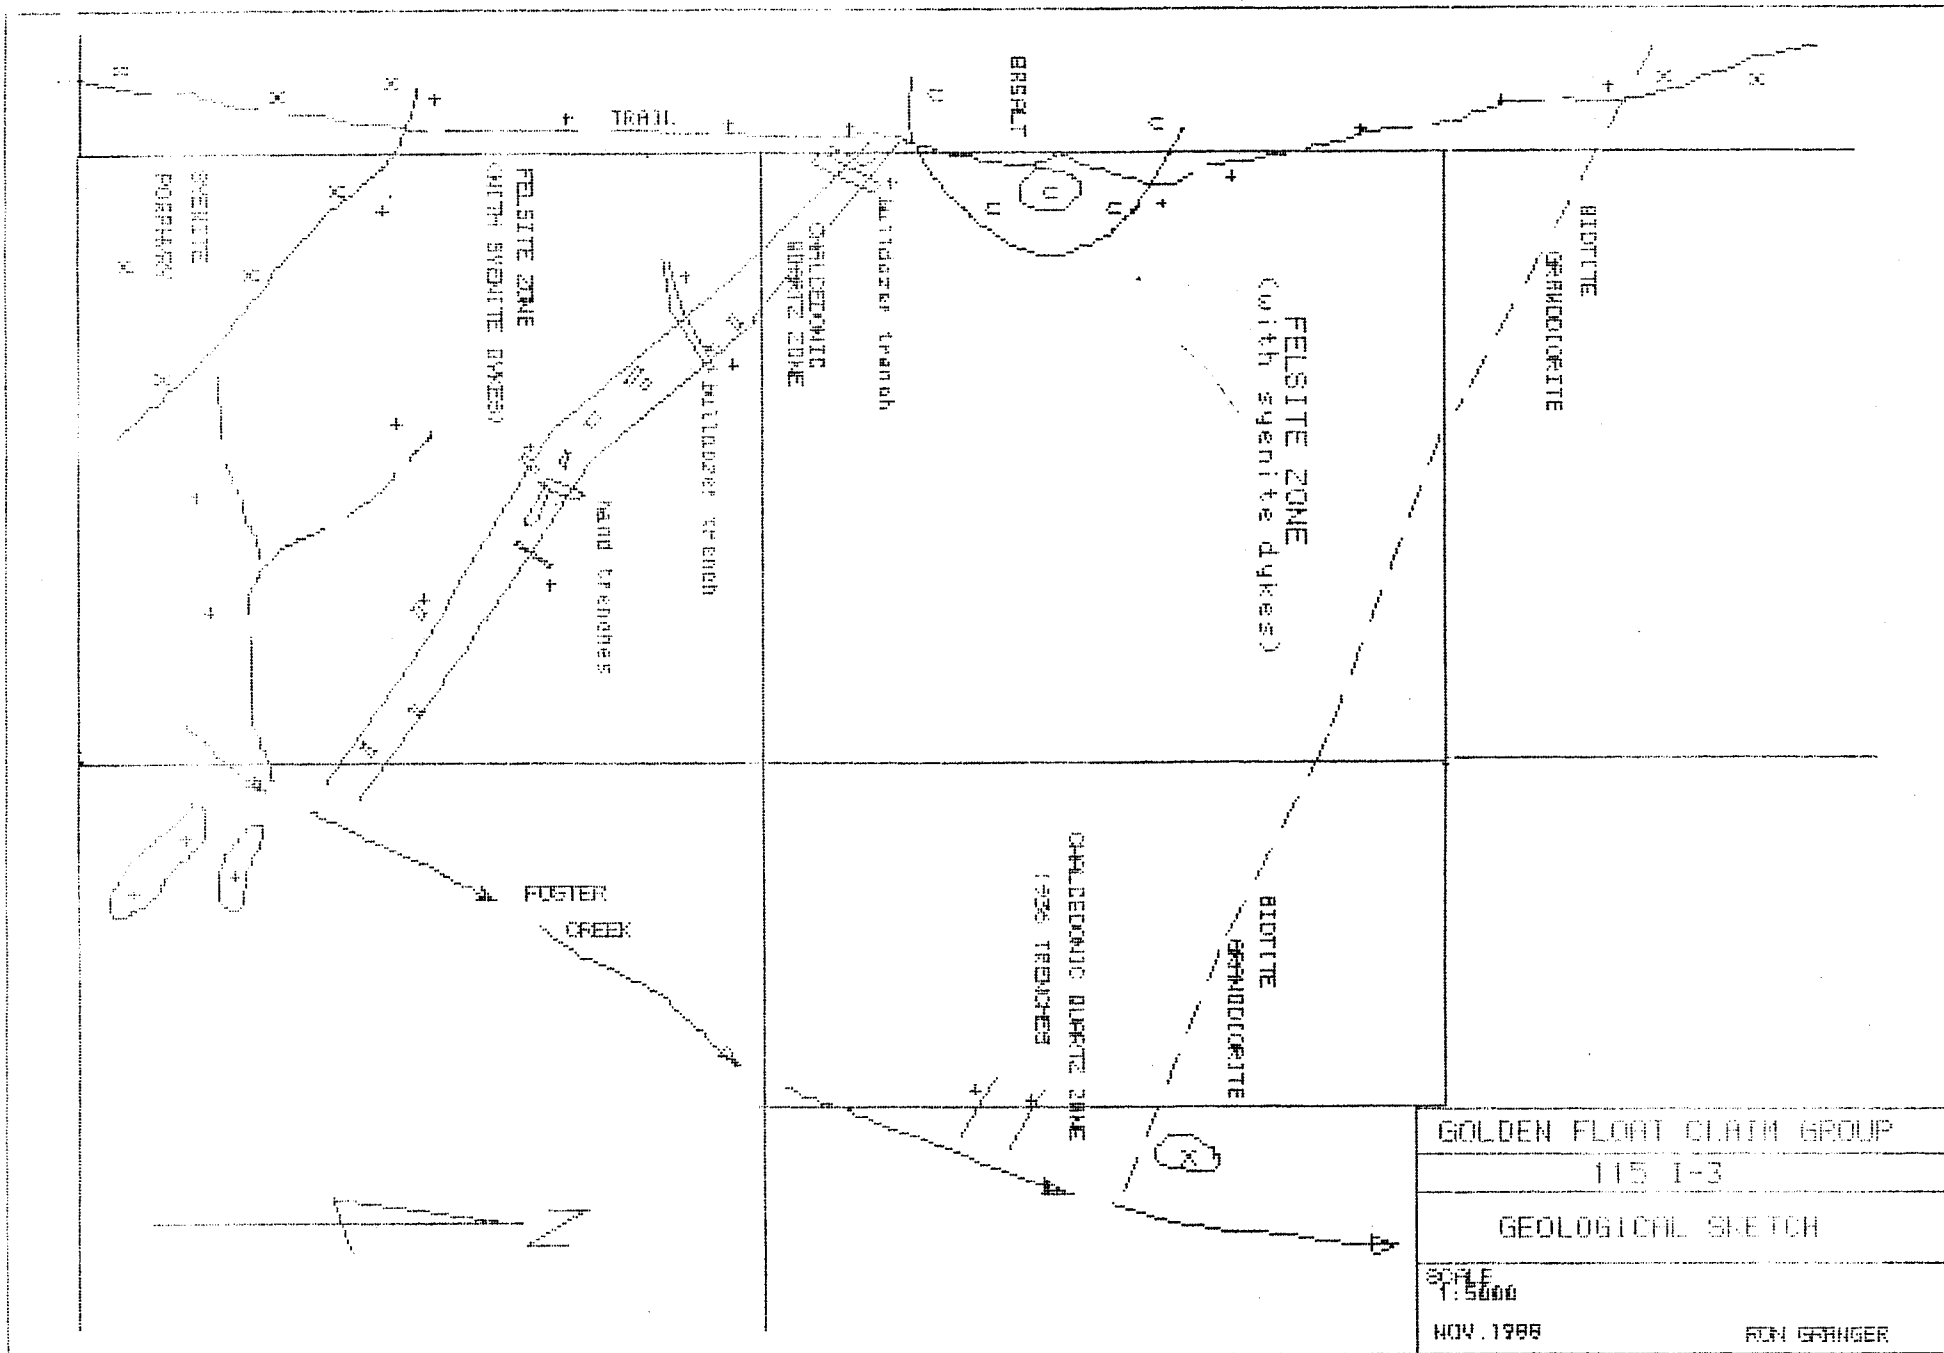 TRAIL
BASALT
SYENITE
PORPHYRY
FELSITE ZONE
(WITH SYENITE DYKES)
CHALCEDONIC
QUARTZ ZONE
bulldozer trench
bulldozer trench
hand trenches
FELSITE ZONE
(with syenite dykes)
BIOTITE
GRANODIORITE
FOSTER
CREEK
CHALCEDONIC QUARTZ ZONE
TRENCHES
BIOTITE
GRANODIORITE
N
GOLDEN FLOAT CLAIM GROUP
115 I-3
GEOLOGICAL SKETCH
SCALE
1:5000
NOV.1988
RON GRANGER